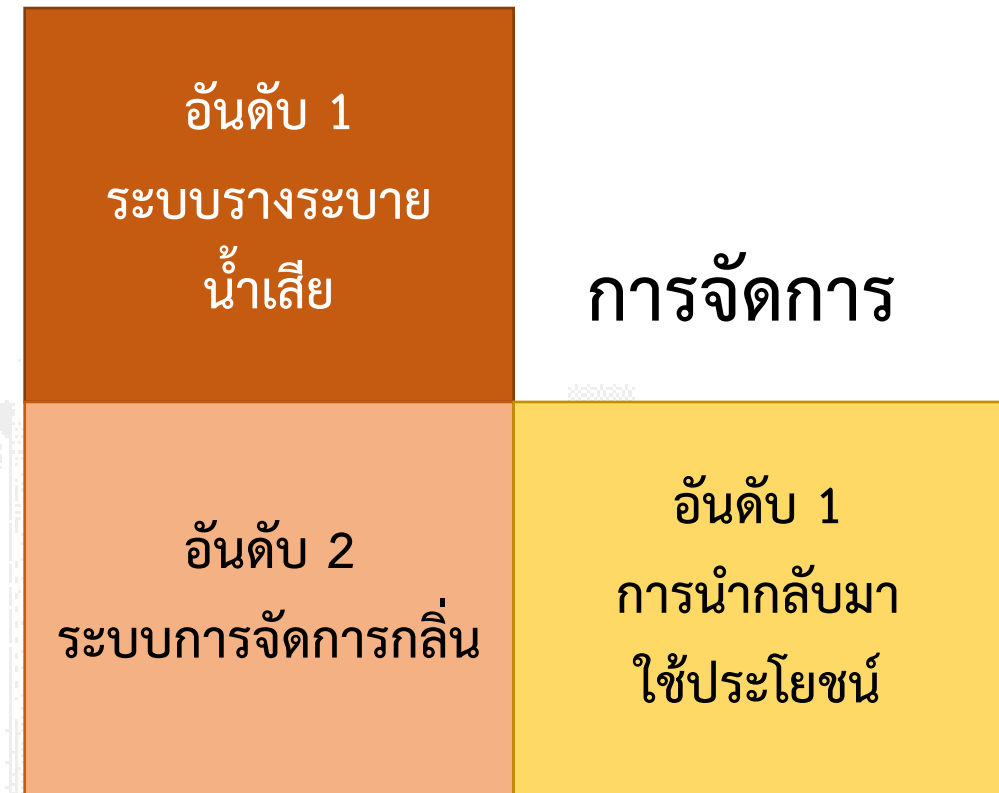 อันดับ 1
ระบบรางระบาย
น้ำเสีย
การจัดการ
อันดับ 2
ระบบการจัดการกลิ่น
อันดับ 1
การนำกลับมา
ใช้ประโยชน์